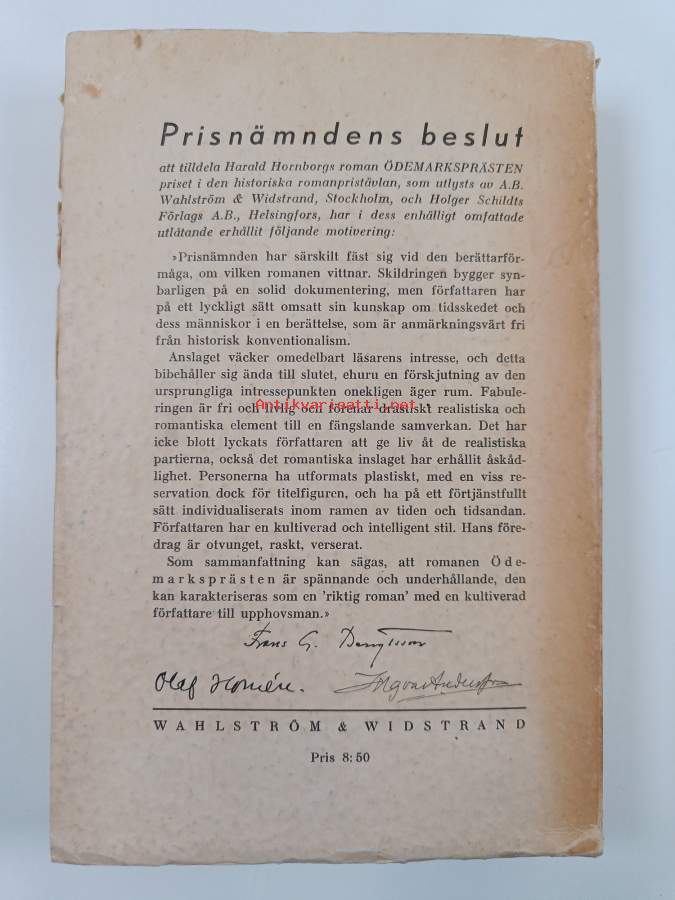 Prisnämndens beslut
att tilldela Harald Hornborgs roman ÖDEMARKSPRÄSTEN
priset i den historiska romanpristävlan, som utlysts av A.B.
Wahlström & Widstrand, Stockholm, och Holger Schildts
Förlags A.B., Helsingfors, har i dess enhälligt omfattade
utlåtande erhållit följande motivering:
»Prisnämnden har särskilt fäst sig vid den berättarför-
måga, om vilken romanen vittnar. Skildringen bygger syn-
barligen på en solid dokumentering, men författaren har
på ett lyckligt sätt omsatt sin kunskap om tidsskedet och
dess människor i en berättelse, som är anmärkningsvärt fri
från historisk konventionalism.
Anslaget väcker omedelbart läsarens intresse, och detta
bibehåller sig ända till slutet, ehuru en förskjutning av den
ursprungliga intressepunkten onekligen äger rum. Fabule-
ringen är fri och livlig och förenar drastiskt realistiska och
Antikvariaatti.net
romantiska element till en fängslande samverkan. Det har
icke blott lyckats författaren att ge liv åt de realistiska
partierna, också det romantiska inslaget har erhållit åskåd-
lighet. Personerna ha utformats plastiskt, med en viss re-
servation dock för titelfiguren, och ha på ett förtjänstfullt
sätt individualiserats inom ramen av tiden och tidsandan.
Författaren har en kultiverad och intelligent stil. Hans före-
drag är otvunget, raskt, verserat.
Som sammanfattning kan sägas, att romanen Öde-
marksprästen är spännande och underhållande, den
kan karakteriseras som en 'riktig roman' med en kultiverad
författare till upphovsman.»
Frans G. Bengtsson
Olaf Homén. Ingvar Andersson
WAHLSTRÖM & WIDSTRAND
Pris 8:50